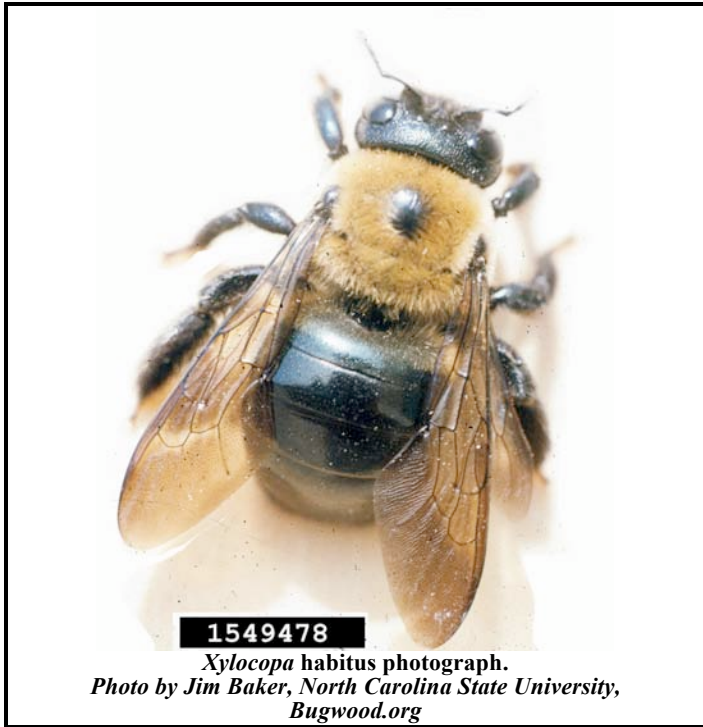 1549478
Xylocopa habitus photograph.
Photo by Jim Baker, North Carolina State University,
Bugwood.org